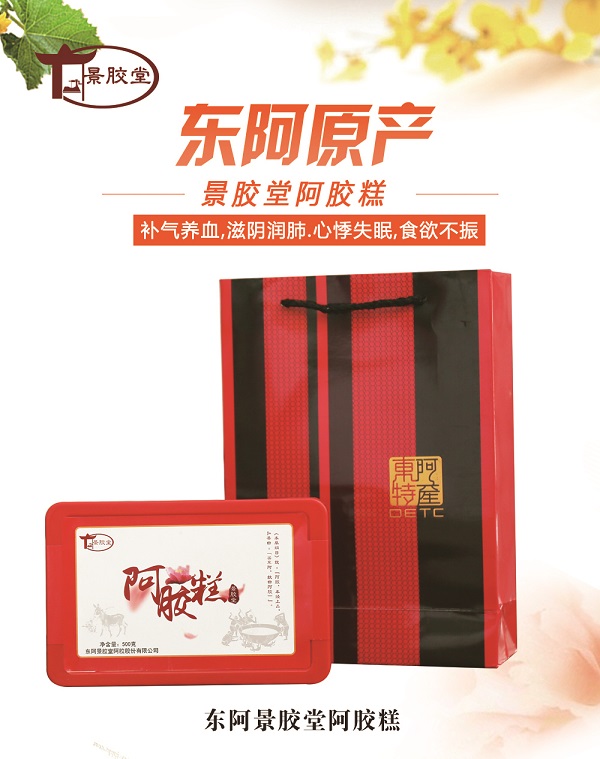 景胶堂
东阿原产
景胶堂阿胶糕
补气养血,滋阴润肺.心悸失眠,食欲不振
東阿
特產
DETC
景胶堂
阿胶糕
净含量：500克
东阿景胶堂阿胶股份有限公司
东阿景胶堂阿胶糕